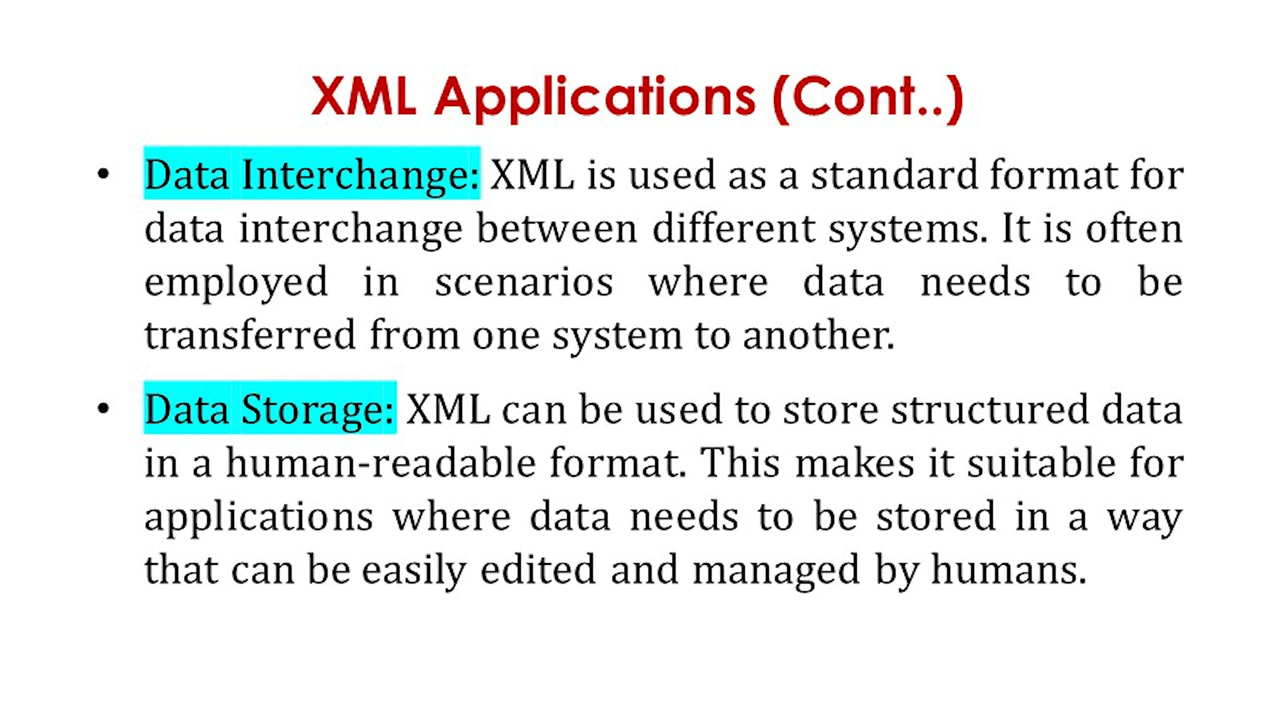 XML Applications (Cont..)
• Data Interchange: XML is used as a standard format for
data interchange between different systems. It is often
employed in scenarios where data needs to be
transferred from one system to another.
• Data Storage: XML can be used to store structured data
in a human-readable format. This makes it suitable for
applications where data needs to be stored in a way
that can be easily edited and managed by humans.